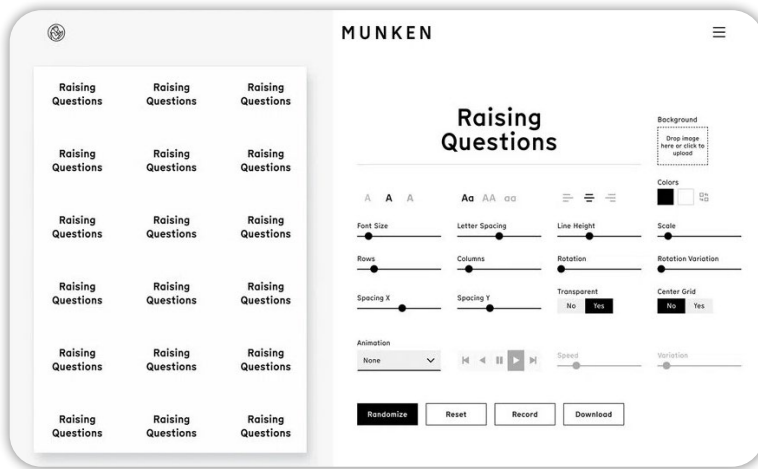 MUNKEN
Raising Raising Raising
Questions Questions Questions
Raising Raising Raising
Questions Questions Questions
Raising Raising Raising
Questions Questions Questions
Raising Raising Raising
Questions Questions Questions
Raising Raising Raising
Questions Questions Questions
Raising Raising Raising
Questions Questions Questions
Raising
Questions
Background
Drop image
here or click to
upload
Colors
A A A Aa AA aa
Font Size Letter Spacing Line Height Scale
Rows Columns Rotation Rotation Variation
Spacing X Spacing Y Transparent Center Grid
No Yes No Yes
Animation Speed Variation
None
Randomize Reset Record Download